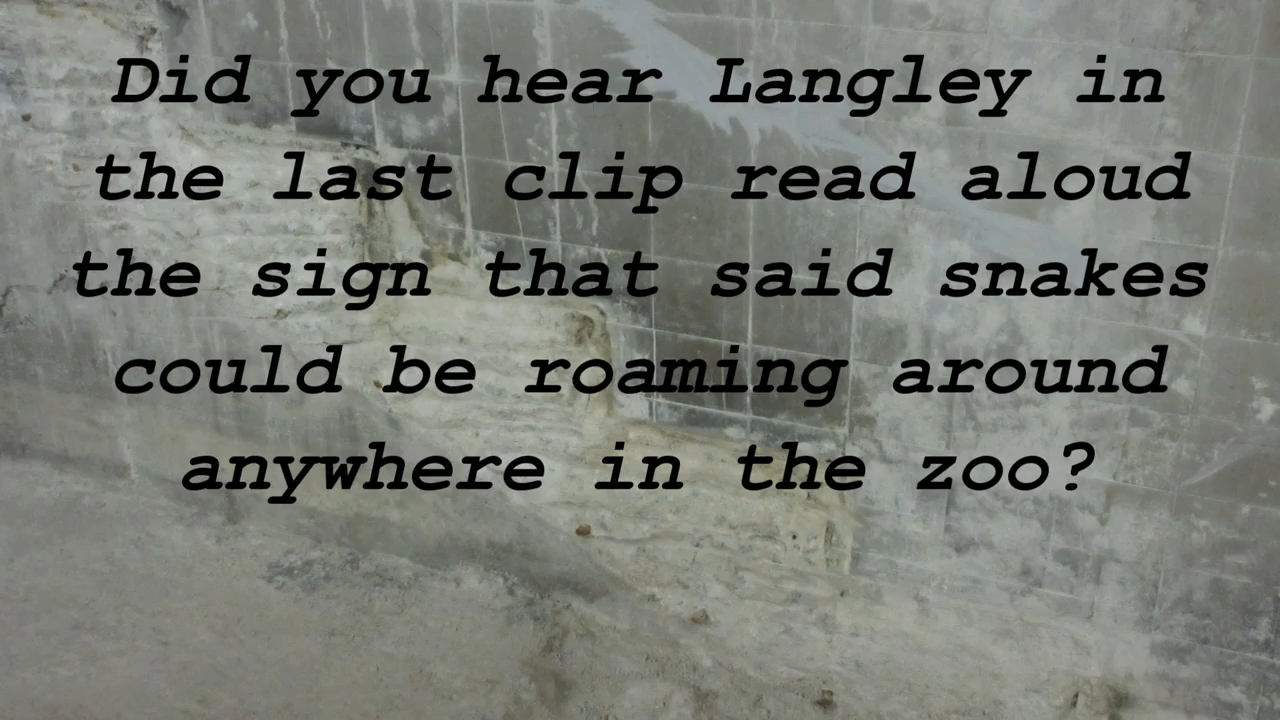 Did you hear Langley in
the last clip read aloud
the sign that said snakes
could be roaming around
anywhere in the zoo?